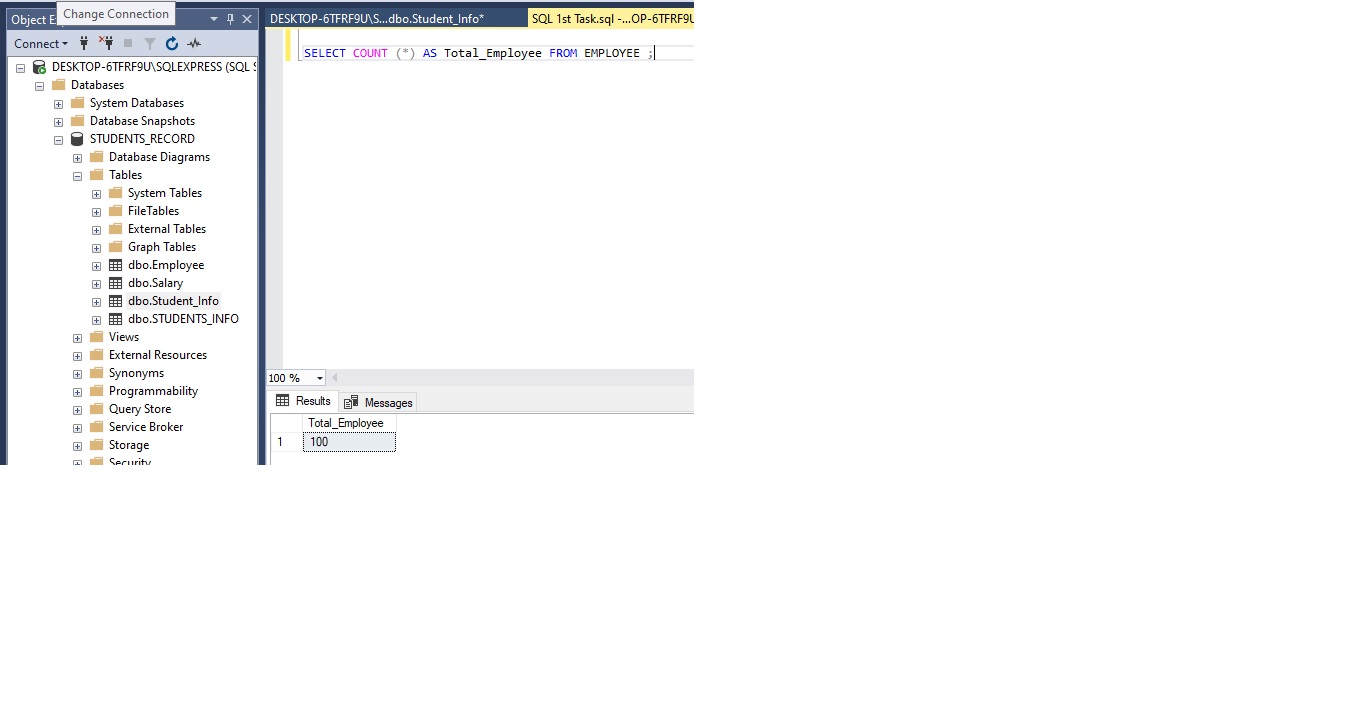 Change Connection
Object Ex
DESKTOP-6TFRF9U\S...dbo.Student_Info*
SQL 1st Task.sql -...OP-6TFRF9U
Connect
SELECT COUNT (*) AS Total_Employee FROM EMPLOYEE ;
DESKTOP-6TFRF9U\SQLEXPRESS (SQL S
Databases
System Databases
Database Snapshots
STUDENTS_RECORD
Database Diagrams
Tables
System Tables
FileTables
External Tables
Graph Tables
dbo.Employee
dbo.Salary
dbo.Student_Info
dbo.STUDENTS_INFO
Views
External Resources
Synonyms
Programmability
Query Store
Service Broker
Storage
Security
100 %
Results
Messages
Total_Employee
1
100